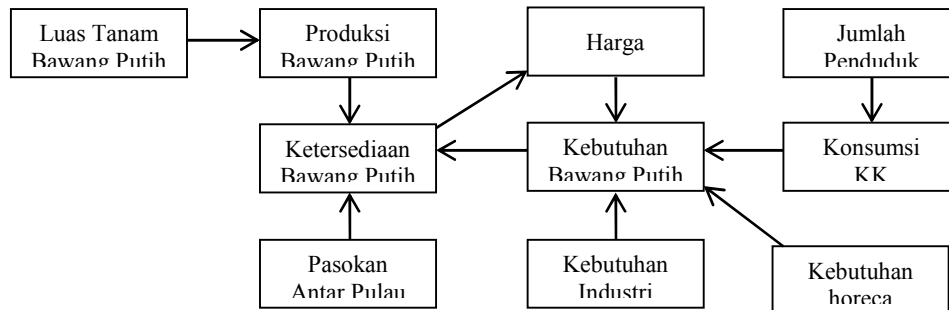 Luas Tanam
Bawang Putih
Produksi
Bawang Putih
Harga
Jumlah
Penduduk
Ketersediaan
Bawang Putih
Kebutuhan
Bawang Putih
Konsumsi
KK
Pasokan
Antar Pulau
Kebutuhan
Industri
Kebutuhan
horeca